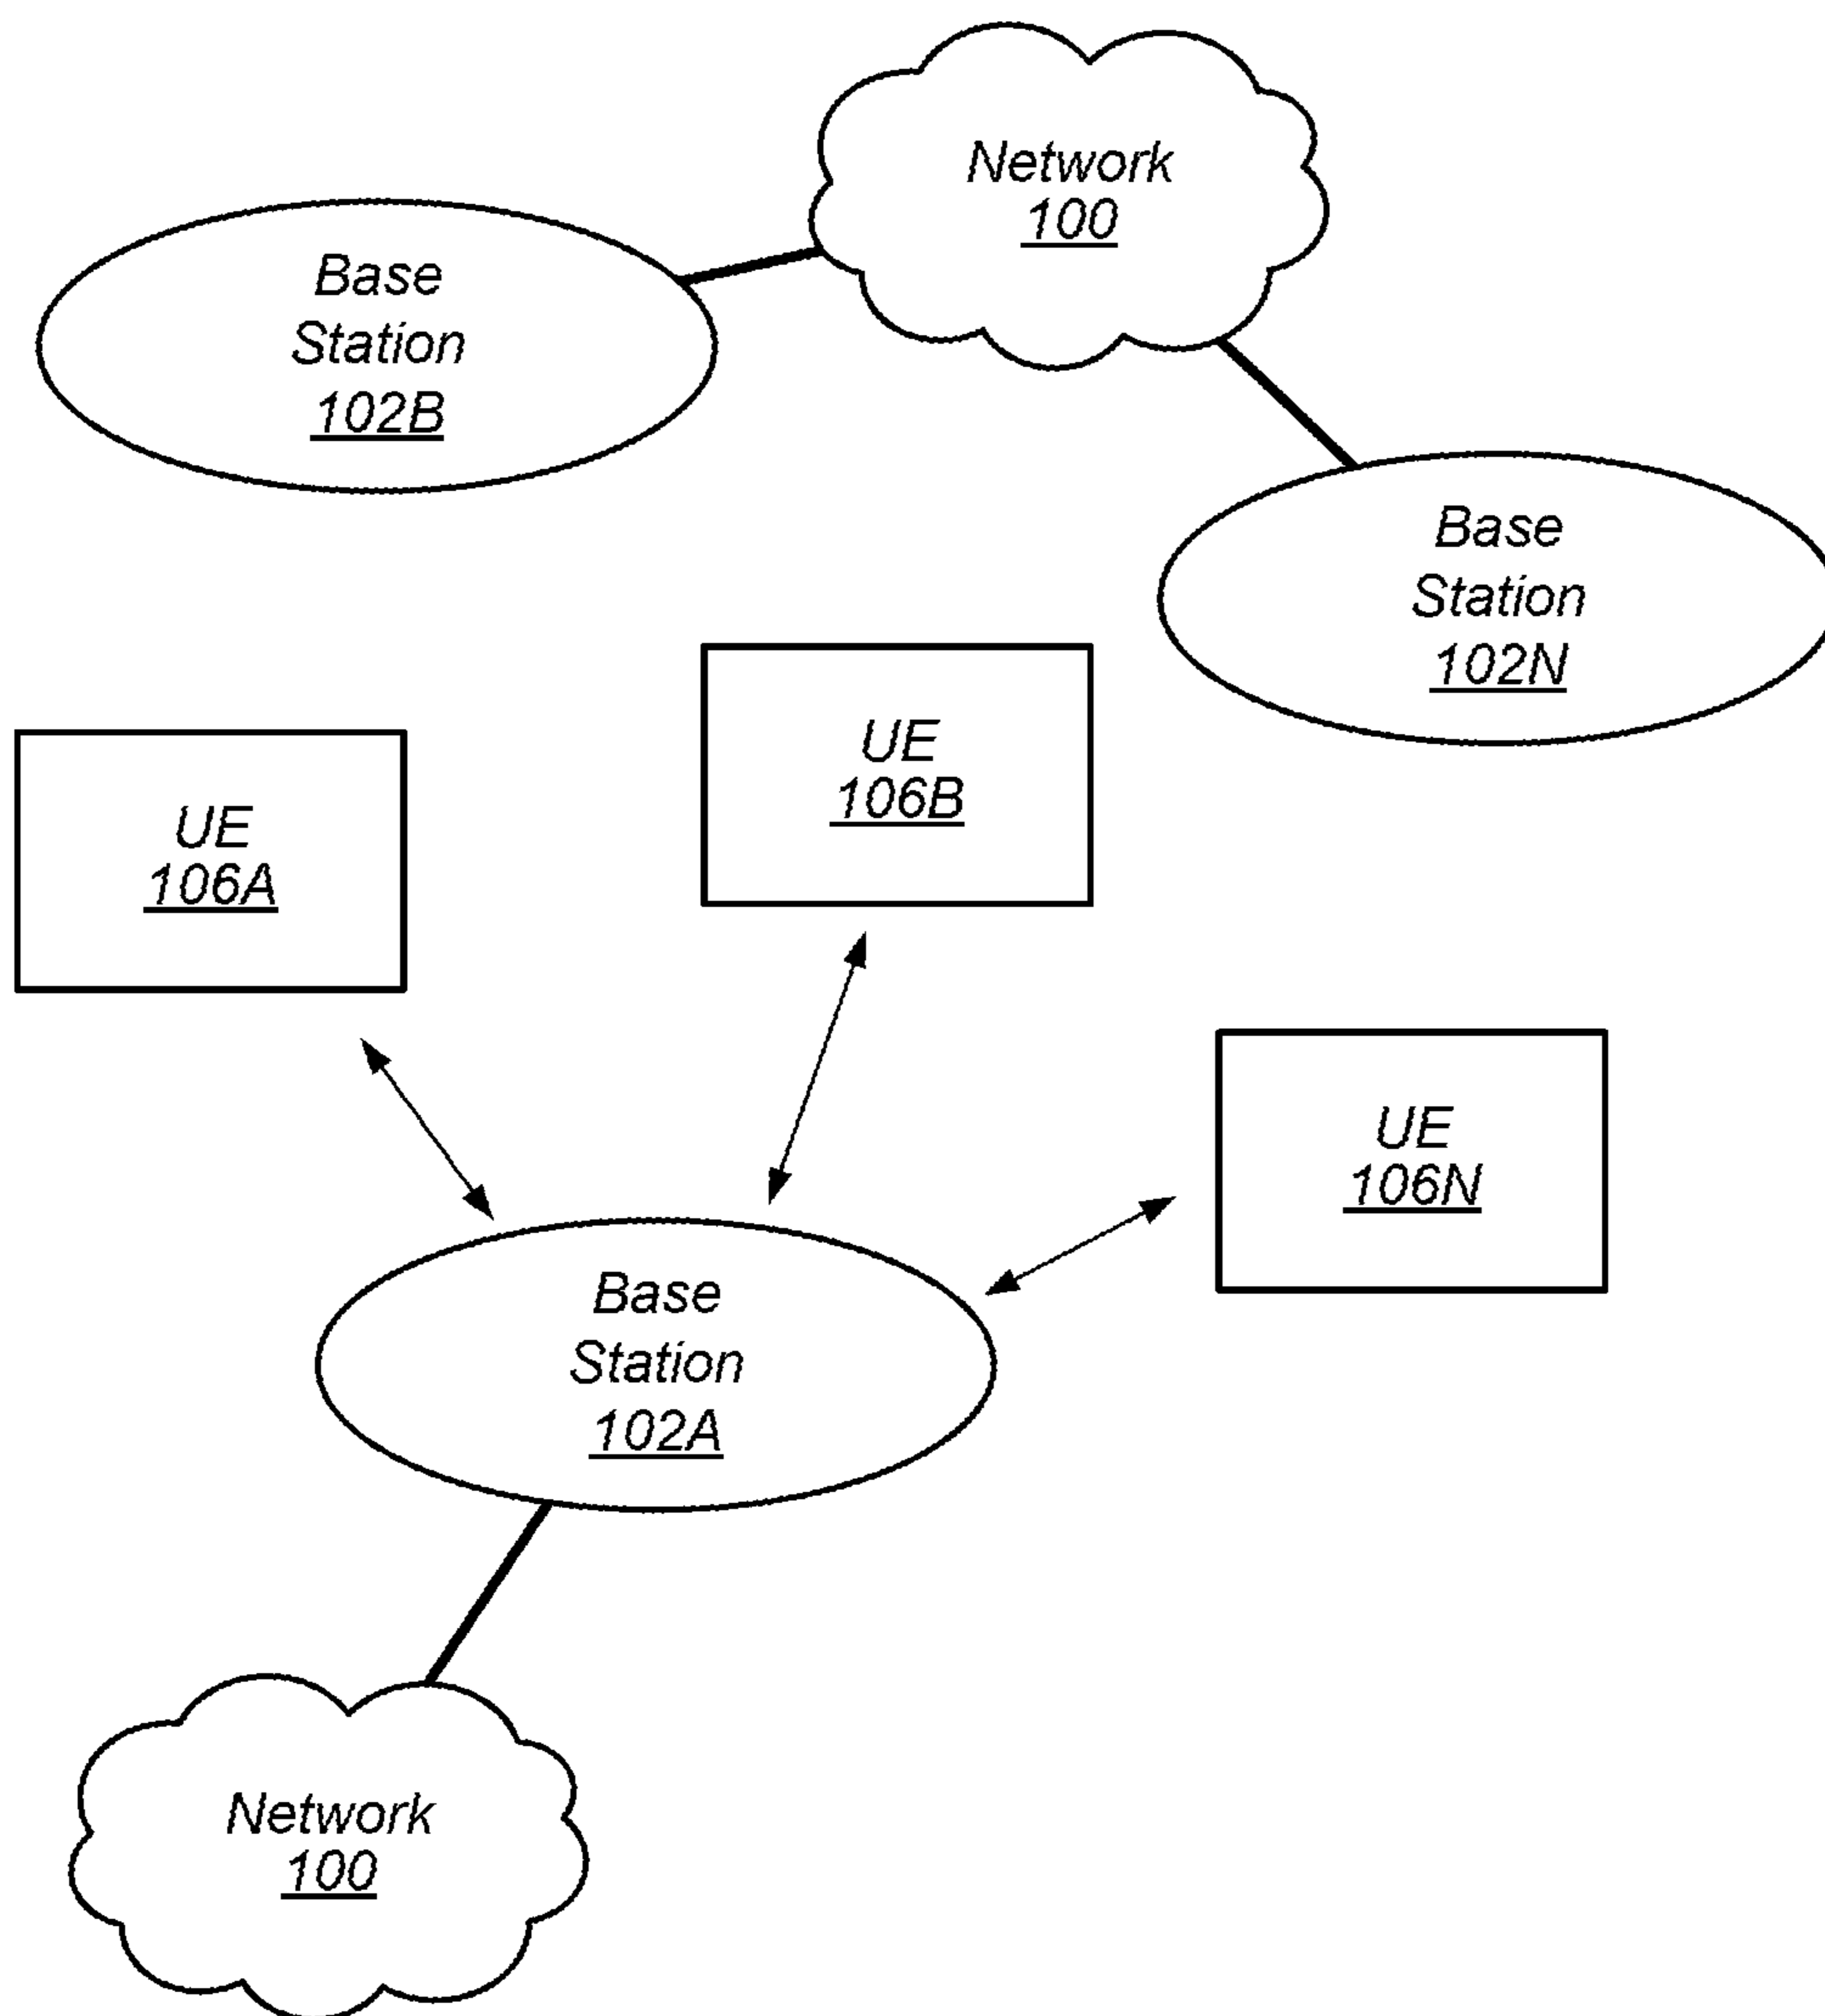 Network
100
Base
Station
102B
Base
Station
102N
UE
106B
UE
106A
UE
106N
Base
Station
102A
Network
100